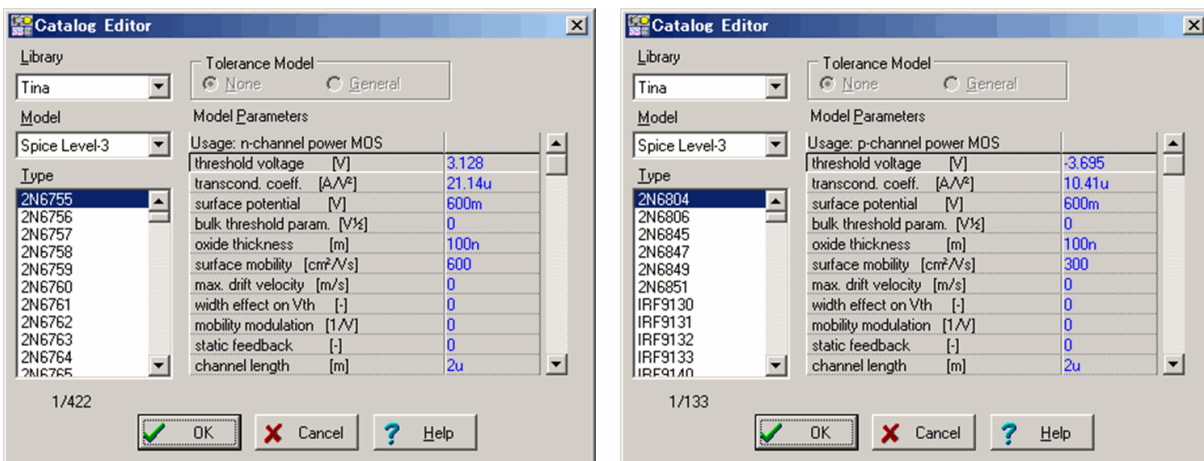 Catalog Editor
Library
Tina
Tolerance Model
None General
Model
Spice Level-3
Model Parameters
Usage: n-channel power MOS
threshold voltage [V] 3.128
transcond. coeff. [A/V²] 21.14u
surface potential [V] 600m
bulk threshold param. [V½] 0
oxide thickness [m] 100n
surface mobility [cm²/Vs] 600
max. drift velocity [m/s] 0
width effect on Vth [-] 0
mobility modulation [1/V] 0
static feedback [-] 0
channel length [m] 2u
Type
2N6755
2N6756
2N6757
2N6758
2N6759
2N6760
2N6761
2N6762
2N6763
2N6764
2N6765
1/422
OK Cancel Help
Catalog Editor
Library
Tina
Tolerance Model
None General
Model
Spice Level-3
Model Parameters
Usage: p-channel power MOS
threshold voltage [V] -3.695
transcond. coeff. [A/V²] 10.41u
surface potential [V] 600m
bulk threshold param. [V½] 0
oxide thickness [m] 100n
surface mobility [cm²/Vs] 300
max. drift velocity [m/s] 0
width effect on Vth [-] 0
mobility modulation [1/V] 0
static feedback [-] 0
channel length [m] 2u
Type
2N6804
2N6806
2N6845
2N6847
2N6849
2N6851
IRF9130
IRF9131
IRF9132
IRF9133
IRF9140
1/133
OK Cancel Help